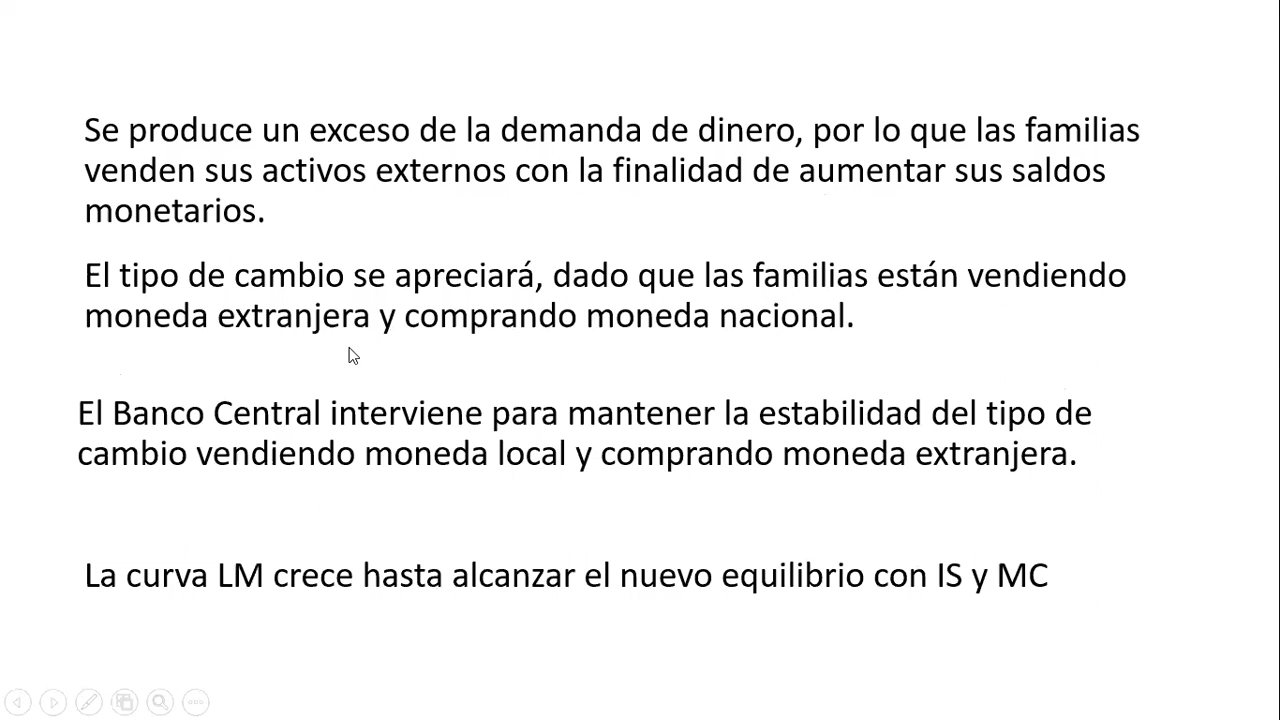 Se produce un exceso de la demanda de dinero, por lo que las familias
venden sus activos externos con la finalidad de aumentar sus saldos
monetarios.
El tipo de cambio se apreciará, dado que las familias están vendiendo
moneda extranjera y comprando moneda nacional.
El Banco Central interviene para mantener la estabilidad del tipo de
cambio vendiendo moneda local y comprando moneda extranjera.
La curva LM crece hasta alcanzar el nuevo equilibrio con IS y MC